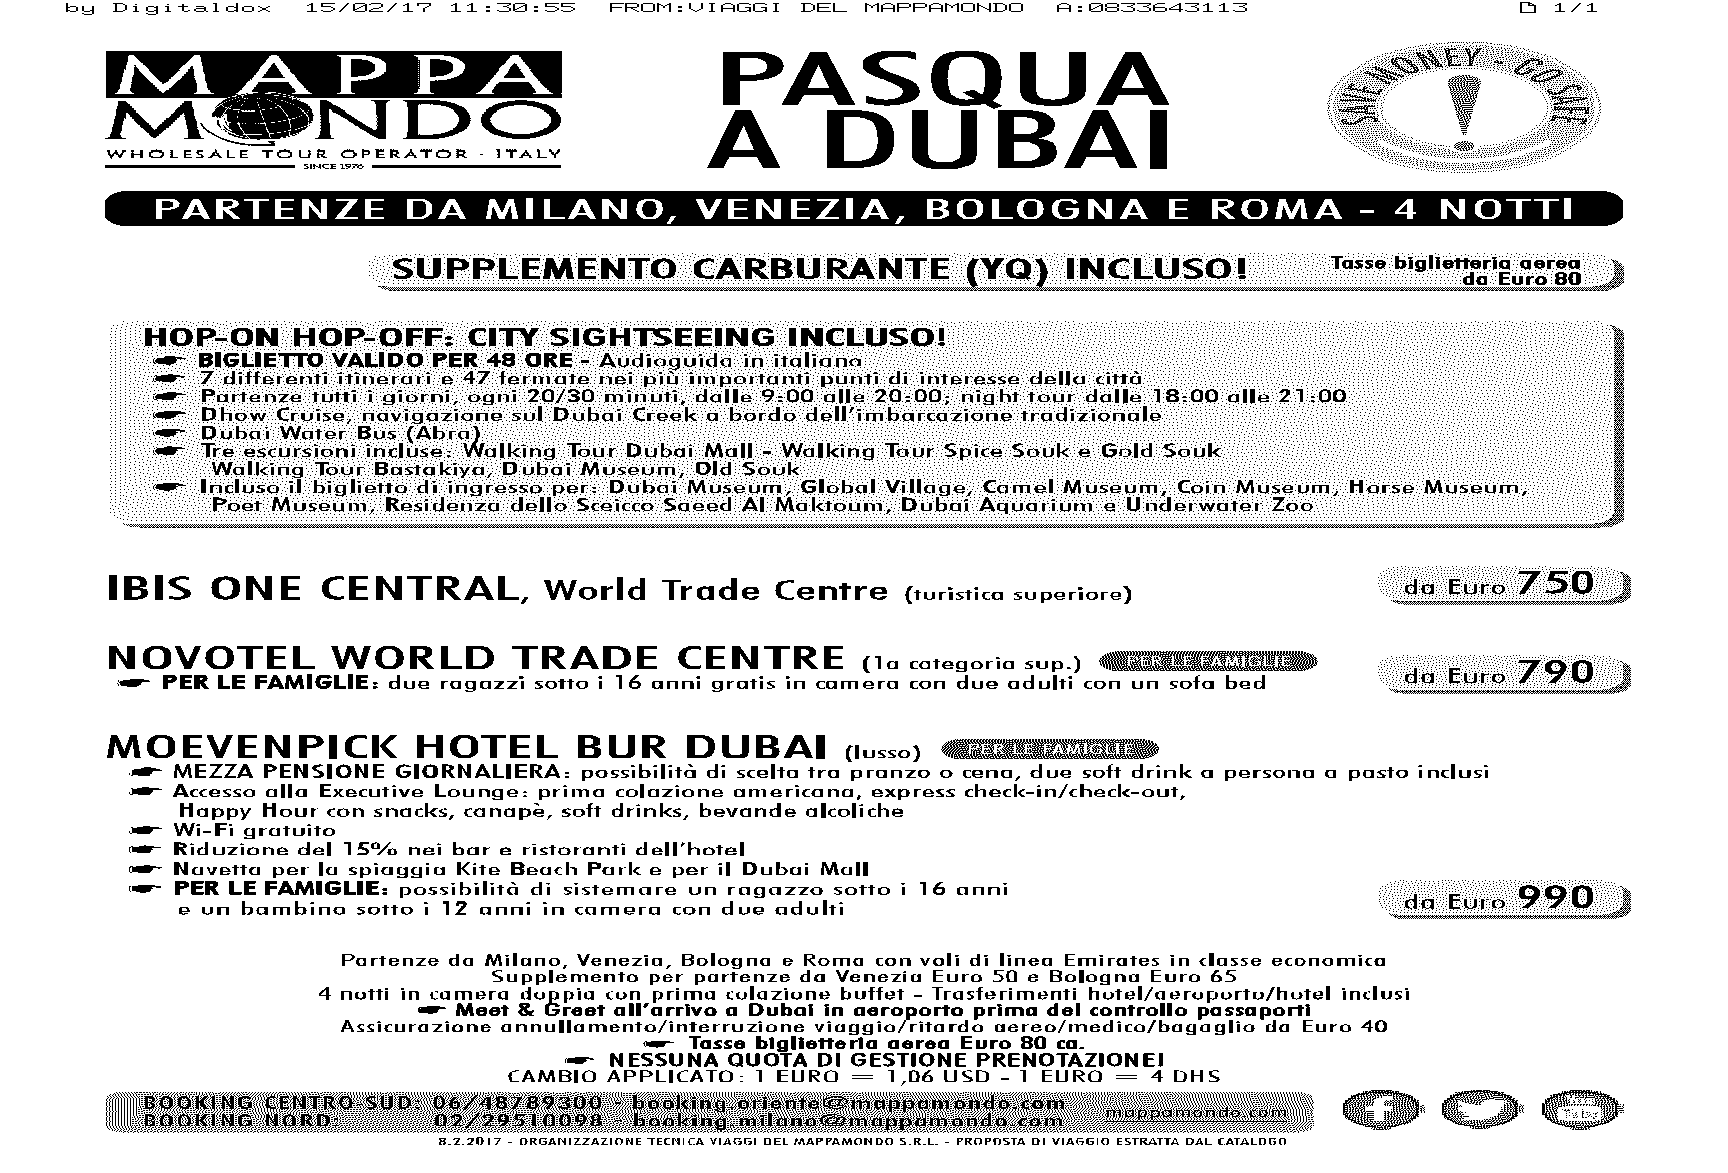 by Digitaldox 15/02/17 11:30:55 FROM:VIAGGI DEL MAPPAMONDO A:0833643113 1/1
MAPPA
MONDO
WHOLESALE TOUR OPERATOR · ITALY
SINCE 1976
PASQUA
A DUBAI
SAVE MONEY - GO SAFE
!
PARTENZE DA MILANO, VENEZIA, BOLOGNA E ROMA - 4 NOTTI
SUPPLEMENTO CARBURANTE (YQ) INCLUSO!
Tasse biglietteria aerea
da Euro 80
HOP-ON HOP-OFF: CITY SIGHTSEEING INCLUSO!
BIGLIETTO VALIDO PER 48 ORE - Audioguida in italiano
7 differenti itinerari e 47 fermate nei più importanti punti di interesse della città
Partenze tutti i giorni, ogni 20/30 minuti, dalle 9:00 alle 20:00; night tour dalle 18:00 alle 21:00
Dhow Cruise, navigazione sul Dubai Creek a bordo dell'imbarcazione tradizionale
Dubai Water Bus (Abra)
Tre escursioni incluse: Walking Tour Dubai Mall - Walking Tour Spice Souk e Gold Souk
Walking Tour Bastakiya, Dubai Museum, Old Souk
Incluso il biglietto di ingresso per: Dubai Museum, Global Village, Camel Museum, Coin Museum, Horse Museum,
Poet Museum, Residenza dello Sceicco Saeed Al Maktoum, Dubai Aquarium e Underwater Zoo
IBIS ONE CENTRAL, World Trade Centre (turistica superiore)
da Euro 750
NOVOTEL WORLD TRADE CENTRE (1a categoria sup.) PER LE FAMIGLIE
PER LE FAMIGLIE: due ragazzi sotto i 16 anni gratis in camera con due adulti con un sofa bed
da Euro 790
MOEVENPICK HOTEL BUR DUBAI (lusso) PER LE FAMIGLIE
MEZZA PENSIONE GIORNALIERA: possibilità di scelta tra pranzo o cena, due soft drink a persona a pasto inclusi
Accesso alla Executive Lounge: prima colazione americana, express check-in/check-out,
Happy Hour con snacks, canapè, soft drinks, bevande alcoliche
Wi-Fi gratuito
Riduzione del 15% nei bar e ristoranti dell'hotel
Navetta per la spiaggia Kite Beach Park e per il Dubai Mall
PER LE FAMIGLIE: possibilità di sistemare un ragazzo sotto i 16 anni
e un bambino sotto i 12 anni in camera con due adulti
da Euro 990
Partenze da Milano, Venezia, Bologna e Roma con voli di linea Emirates in classe economica
Supplemento per partenze da Venezia Euro 50 e Bologna Euro 65
4 notti in camera doppia con prima colazione buffet - Trasferimenti hotel/aeroporto/hotel inclusi
Meet & Greet all'arrivo a Dubai in aeroporto prima del controllo passaporti
Assicurazione annullamento/interruzione viaggio/ritardo aereo/medico/bagaglio da Euro 40
Tasse biglietteria aerea Euro 80 ca.
NESSUNA QUOTA DI GESTIONE PRENOTAZIONE!
CAMBIO APPLICATO: 1 EURO = 1,06 USD - 1 EURO = 4 DHS
BOOKING CENTRO SUD: 06/48789300 booking.oriente@mappamondo.com
BOOKING NORD: 02/29510098 booking.milano@mappamondo.com
mappamondo.com
f
You
Tube
8.2.2017 - ORGANIZZAZIONE TECNICA VIAGGI DEL MAPPAMONDO S.R.L. - PROPOSTA DI VIAGGIO ESTRATTA DAL CATALOGO